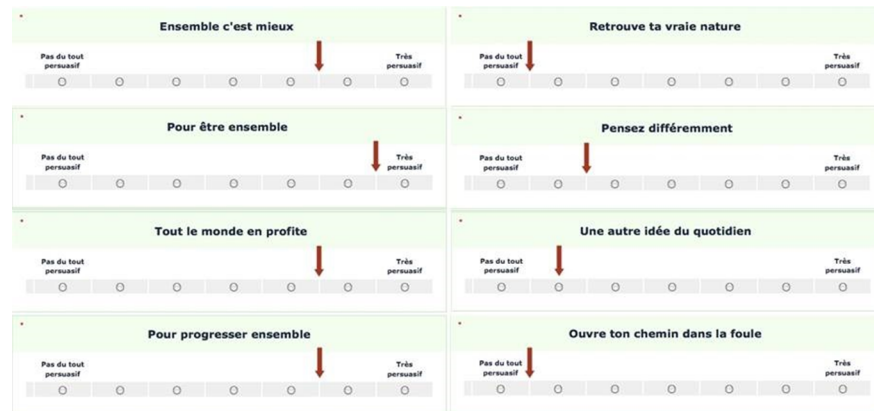 Ensemble c'est mieux
Pas du tout
persuasif
Très
persuasif
Pour être ensemble
Pas du tout
persuasif
Très
persuasif
Tout le monde en profite
Pas du tout
persuasif
Très
persuasif
Pour progresser ensemble
Pas du tout
persuasif
Très
persuasif
Retrouve ta vraie nature
Pas du tout
persuasif
Très
persuasif
Pensez différemment
Pas du tout
persuasif
Très
persuasif
Une autre idée du quotidien
Pas du tout
persuasif
Très
persuasif
Ouvre ton chemin dans la foule
Pas du tout
persuasif
Très
persuasif